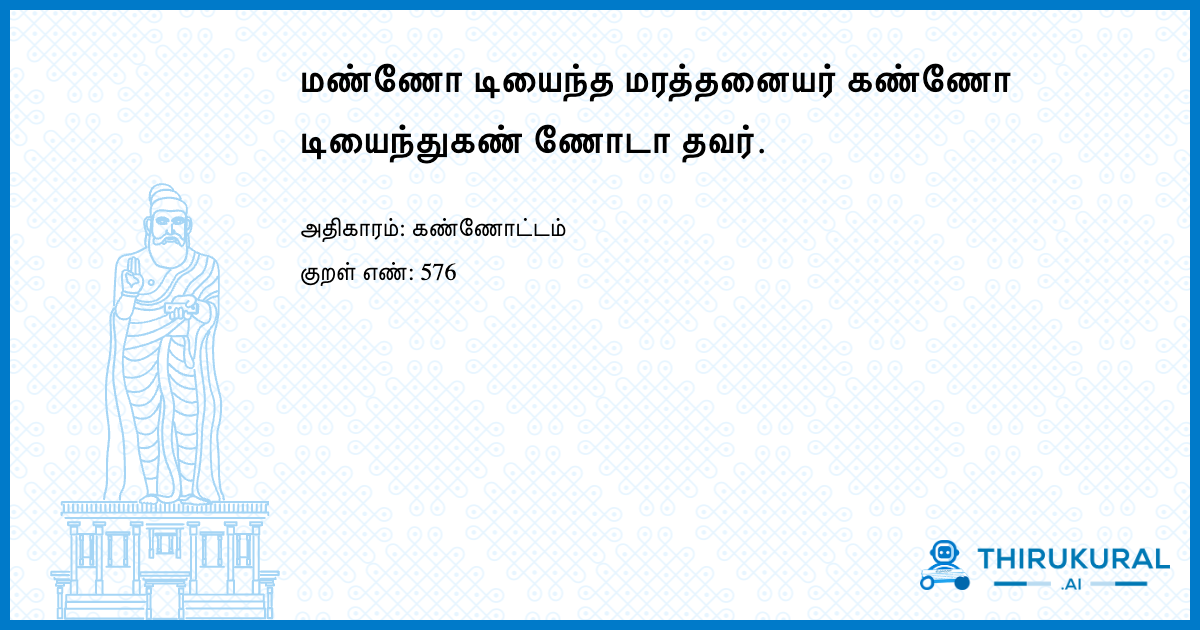 மண்ணோ டியைந்த மரத்தனையர் கண்ணோ
டியைந்துகண் ணோடா தவர்.
அதிகாரம்: கண்ணோட்டம்
குறள் எண்: 576
THIRUKURAL
.AI